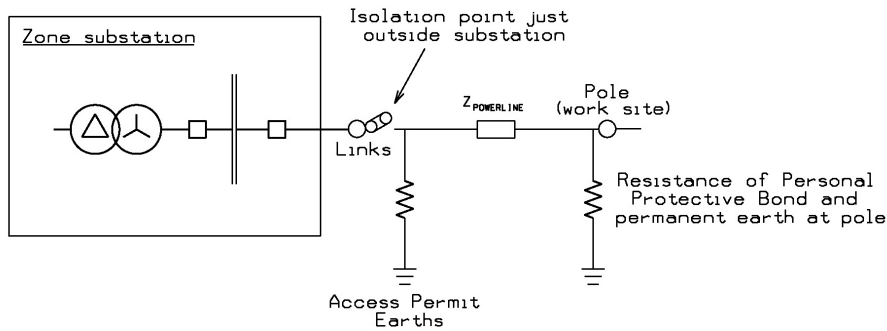 Zone substation
Isolation point just
outside substation
Links
Z POWERLINE
Pole
(work site)
Resistance of Personal
Protective Bond and
permanent earth at pole
Access Permit
Earths